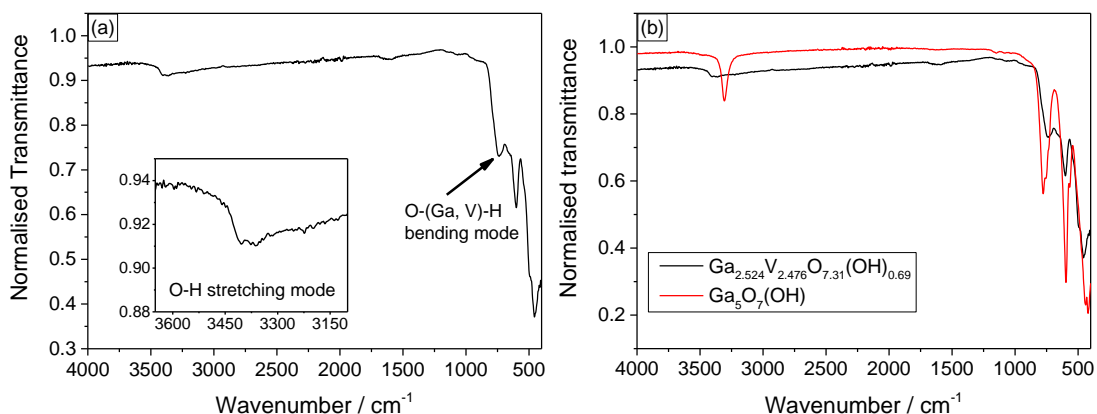 (a)
1.0
0.9
0.8
0.7
0.6
0.5
0.4
0.3
Normalised Transmittance
4000 3500 3000 2500 2000 1500 1000 500
Wavenumber / cm⁻¹
O-(Ga, V)-H
bending mode
0.94
0.92
0.90
0.88
O-H stretching mode
3600 3450 3300 3150
(b)
1.0
0.8
0.6
0.4
0.2
Normalised transmittance
Ga₂.₅₂₄V₂.₄₇₆O₇.₃₁(OH)₀.₆₉
Ga₅O₇(OH)
4000 3500 3000 2500 2000 1500 1000 500
Wavenumber / cm⁻¹